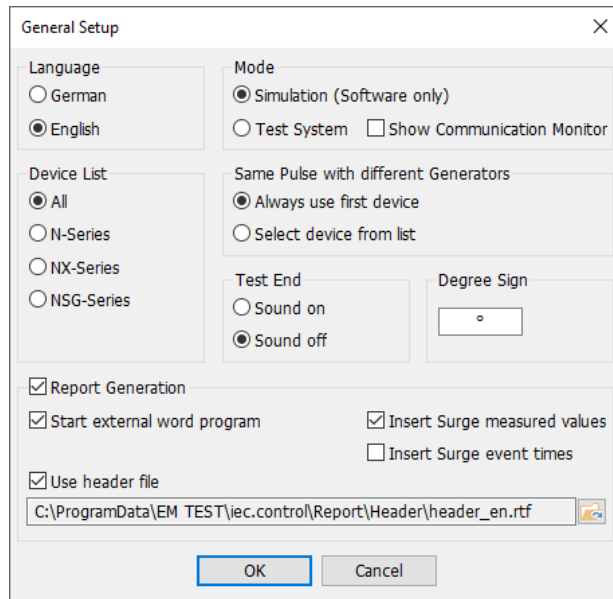 General Setup
Language
German
English
Mode
Simulation (Software only)
Test System
Show Communication Monitor
Device List
All
N-Series
NX-Series
NSG-Series
Same Pulse with different Generators
Always use first device
Select device from list
Test End
Sound on
Sound off
Degree Sign
°
Report Generation
Start external word program
Insert Surge measured values
Insert Surge event times
Use header file
C:\ProgramData\EM TEST\iec.control\Report\Header\header_en.rtf
OK
Cancel